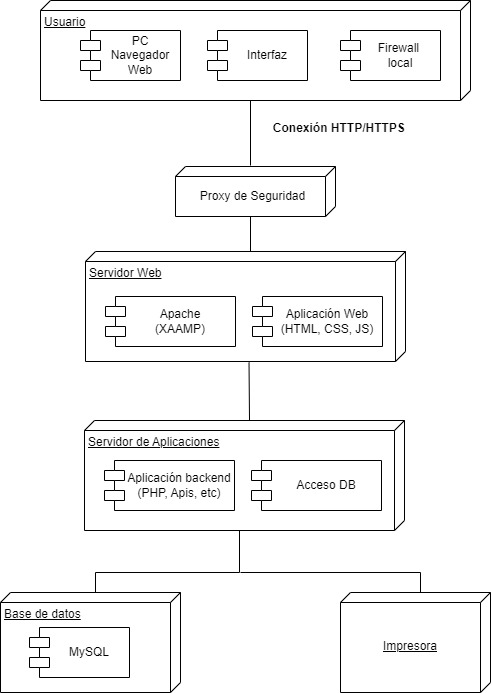 Usuario
PC
Navegador
Web
Interfaz
Firewall
local
Conexión HTTP/HTTPS
Proxy de Seguridad
Servidor Web
Apache
(XAAMP)
Aplicación Web
(HTML, CSS, JS)
Servidor de Aplicaciones
Aplicación backend
(PHP, Apis, etc)
Acceso DB
Base de datos
MySQL
Impresora